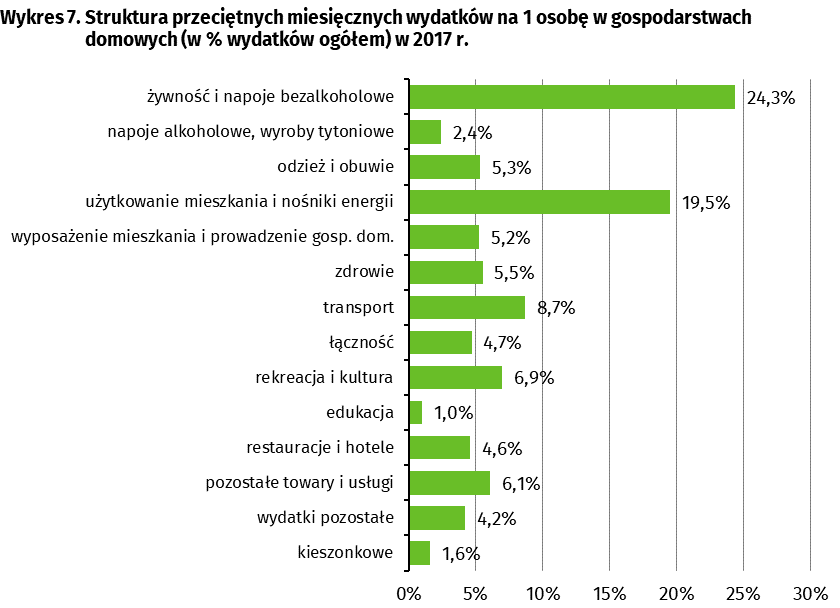 Wykres 7. Struktura przeciętnych miesięcznych wydatków na 1 osobę w gospodarstwach
domowych (w % wydatków ogółem) w 2017 r.
żywność i napoje bezalkoholowe 24,3%
napoje alkoholowe, wyroby tytoniowe 2,4%
odzież i obuwie 5,3%
użytkowanie mieszkania i nośniki energii 19,5%
wyposażenie mieszkania i prowadzenie gosp. dom. 5,2%
zdrowie 5,5%
transport 8,7%
łączność 4,7%
rekreacja i kultura 6,9%
edukacja 1,0%
restauracje i hotele 4,6%
pozostałe towary i usługi 6,1%
wydatki pozostałe 4,2%
kieszonkowe 1,6%
0% 5% 10% 15% 20% 25% 30%